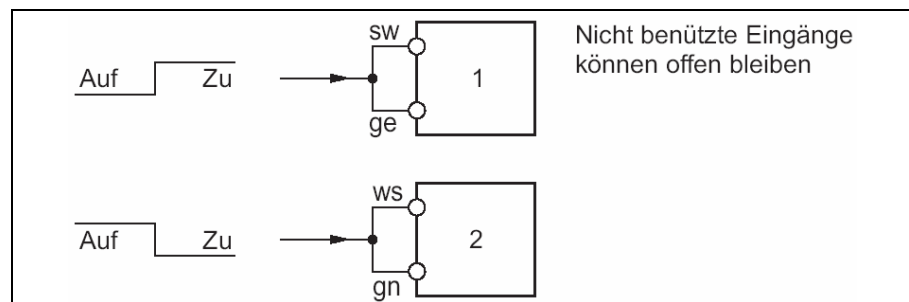 sw
Nicht benützte Eingänge
können offen bleiben
Auf Zu
1
ge
ws
Auf Zu
2
gn